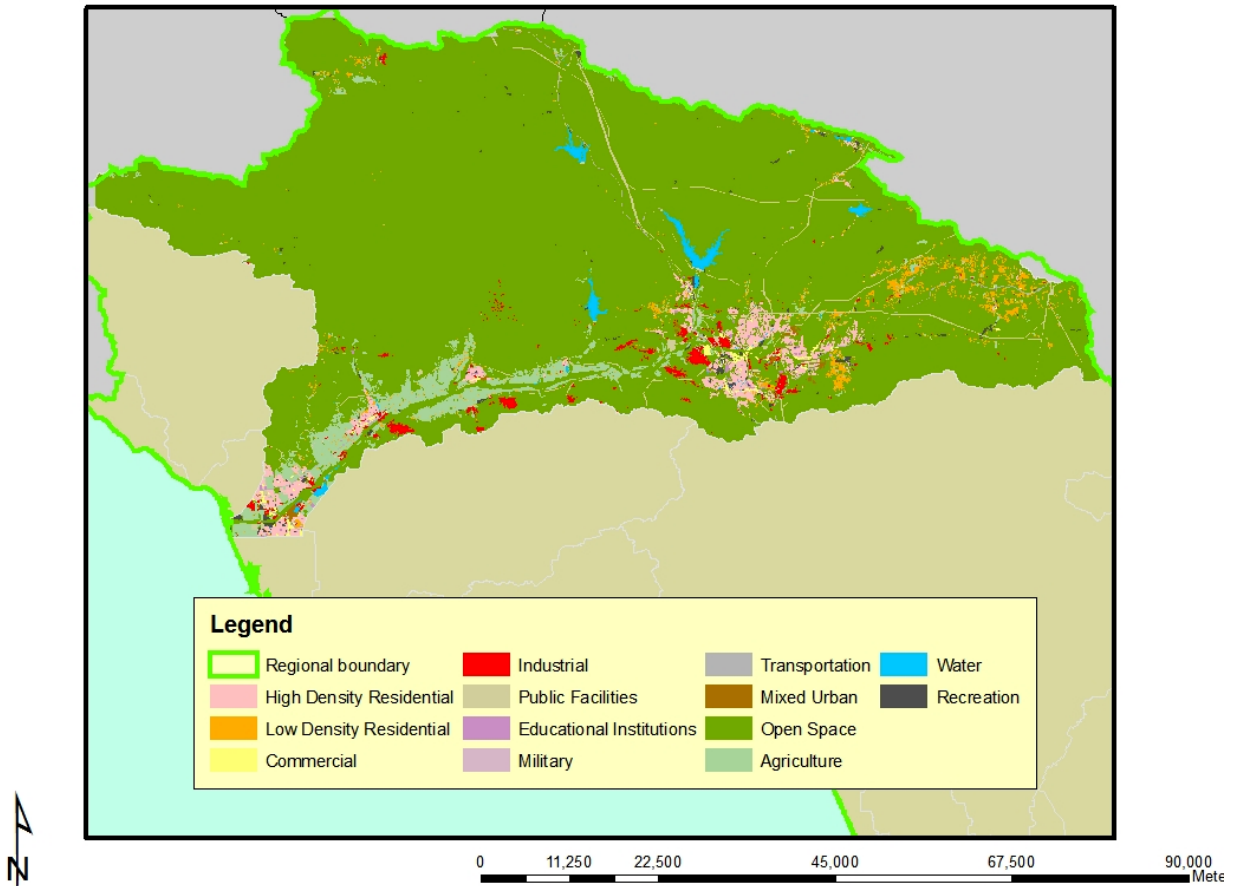 Legend
Regional boundary Industrial Transportation Water
High Density Residential Public Facilities Mixed Urban Recreation
Low Density Residential Educational Institutions Open Space
Commercial Military Agriculture
N
0 11,250 22,500 45,000 67,500 90,000
Mete